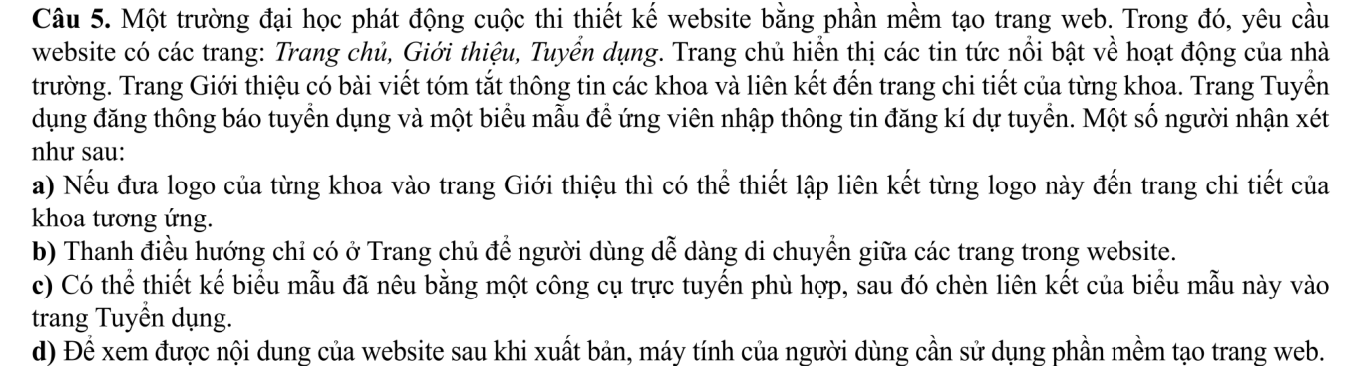 Câu 5. Một trường đại học phát động cuộc thi thiết kế website bằng phần mềm tạo trang web. Trong đó, yêu cầu
website có các trang: Trang chủ, Giới thiệu, Tuyển dụng. Trang chủ hiển thị các tin tức nổi bật về hoạt động của nhà
trường. Trang Giới thiệu có bài viết tóm tắt thông tin các khoa và liên kết đến trang chi tiết của từng khoa. Trang Tuyển
dụng đăng thông báo tuyển dụng và một biểu mẫu để ứng viên nhập thông tin đăng kí dự tuyển. Một số người nhận xét
như sau:
a) Nếu đưa logo của từng khoa vào trang Giới thiệu thì có thể thiết lập liên kết từng logo này đến trang chi tiết của
khoa tương ứng.
b) Thanh điều hướng chỉ có ở Trang chủ để người dùng dễ dàng di chuyển giữa các trang trong website.
c) Có thể thiết kế biểu mẫu đã nêu bằng một công cụ trực tuyến phù hợp, sau đó chèn liên kết của biểu mẫu này vào
trang Tuyển dụng.
d) Để xem được nội dung của website sau khi xuất bản, máy tính của người dùng cần sử dụng phần mềm tạo trang web.